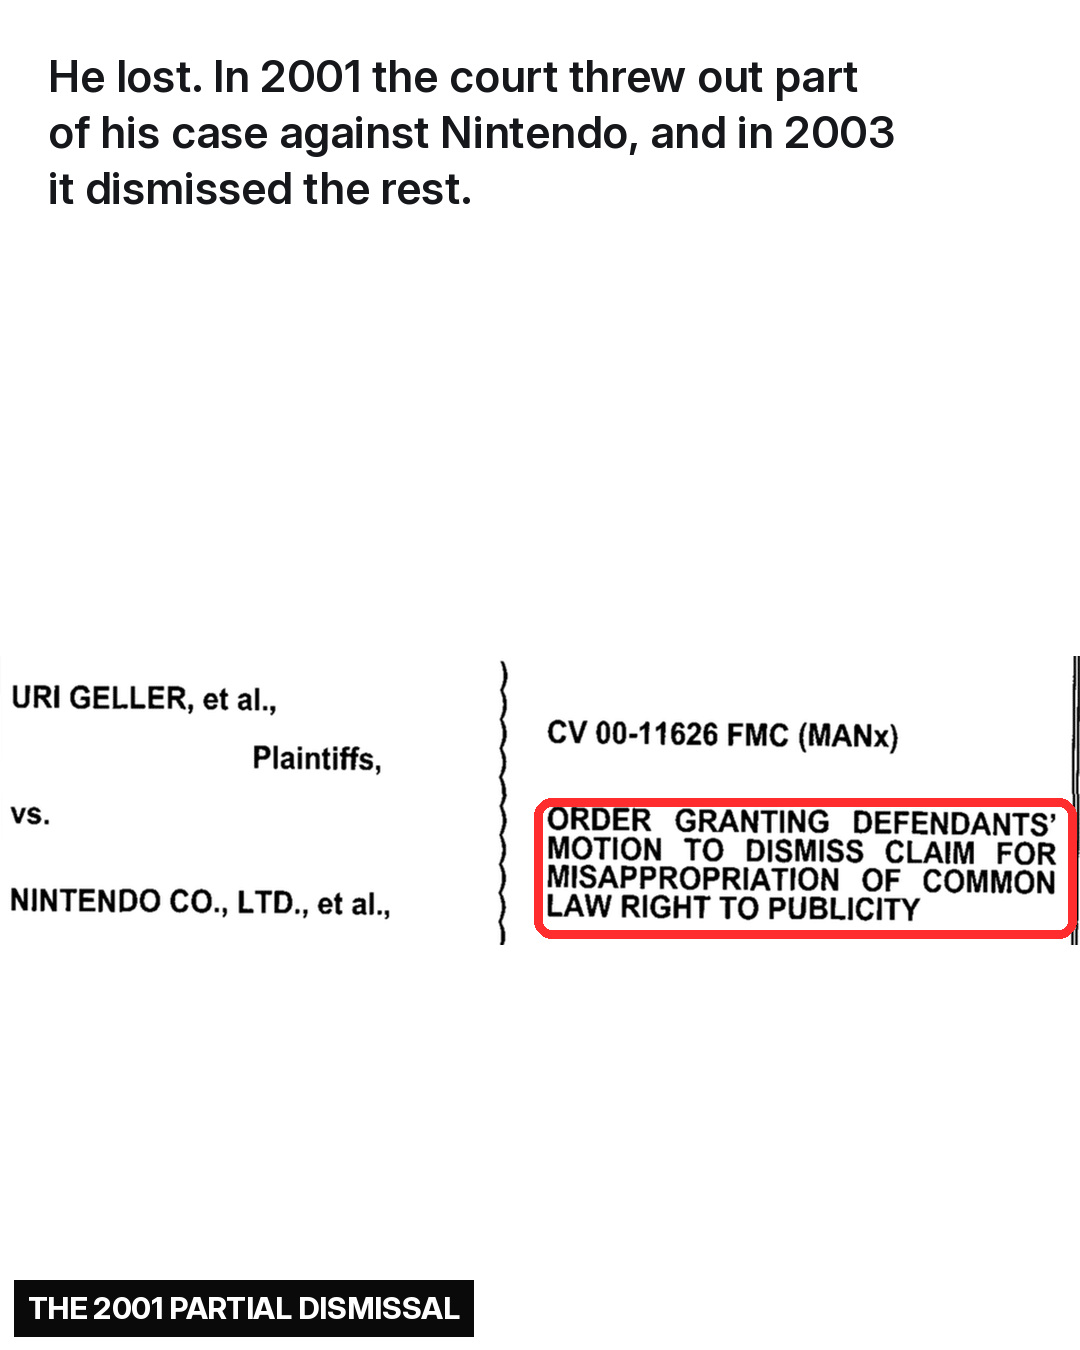 He lost. In 2001 the court threw out part
of his case against Nintendo, and in 2003
it dismissed the rest.
URI GELLER, et al.,
Plaintiffs,
vs.
NINTENDO CO., LTD., et al.,
CV 00-11626 FMC (MANx)
ORDER GRANTING DEFENDANTS’
MOTION TO DISMISS CLAIM FOR
MISAPPROPRIATION OF COMMON
LAW RIGHT TO PUBLICITY
THE 2001 PARTIAL DISMISSAL